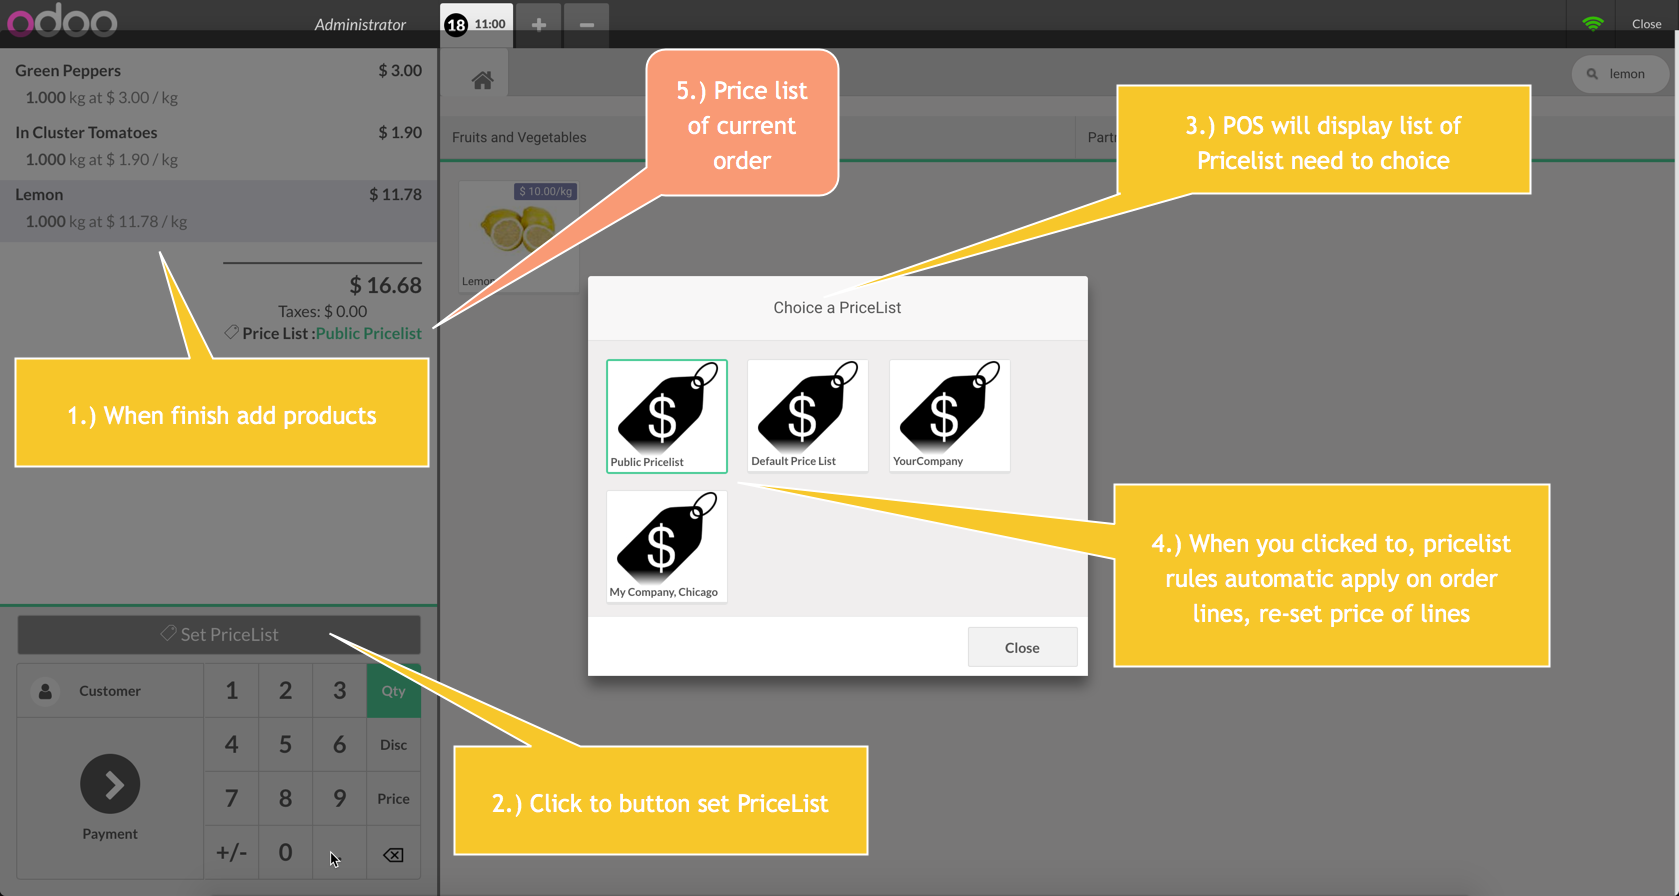 odoo
Administrator
18 11:00
+
−
Close
Green Peppers $ 3.00
1.000 kg at $ 3.00 / kg
In Cluster Tomatoes $ 1.90
1.000 kg at $ 1.90 / kg
Lemon $ 11.78
1.000 kg at $ 11.78 / kg
$ 16.68
Taxes: $ 0.00
Price List :Public Pricelist
1.) When finish add products
Set PriceList
Customer
Payment
1 2 3 Qty
4 5 6 Disc
7 8 9 Price
+/- 0
lemon
Fruits and Vegetables
$ 10.00/kg
5.) Price list
of current
order
3.) POS will display list of
Pricelist need to choice
Choice a PriceList
$
Public Pricelist
$
Default Price List
$
YourCompany
$
My Company, Chicago
Close
4.) When you clicked to, pricelist
rules automatic apply on order
lines, re-set price of lines
2.) Click to button set PriceList